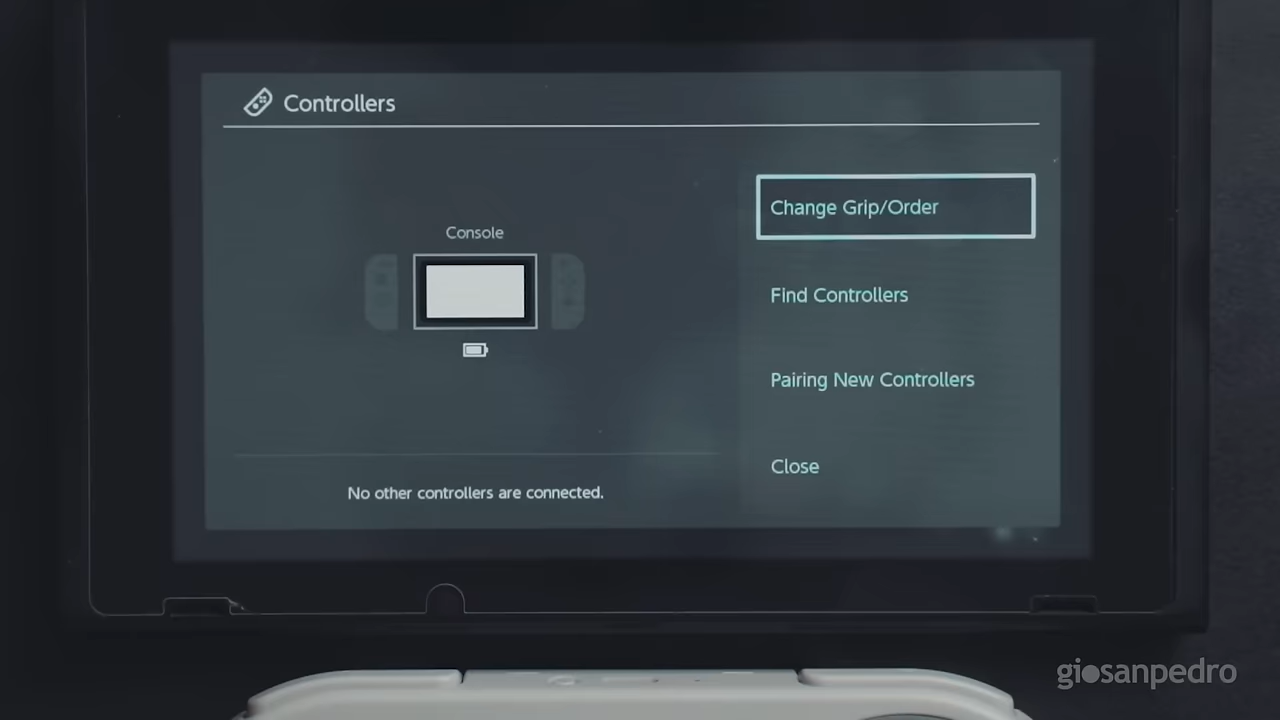 Controllers
Console
No other controllers are connected.
Change Grip/Order
Find Controllers
Pairing New Controllers
Close
giosanpedro